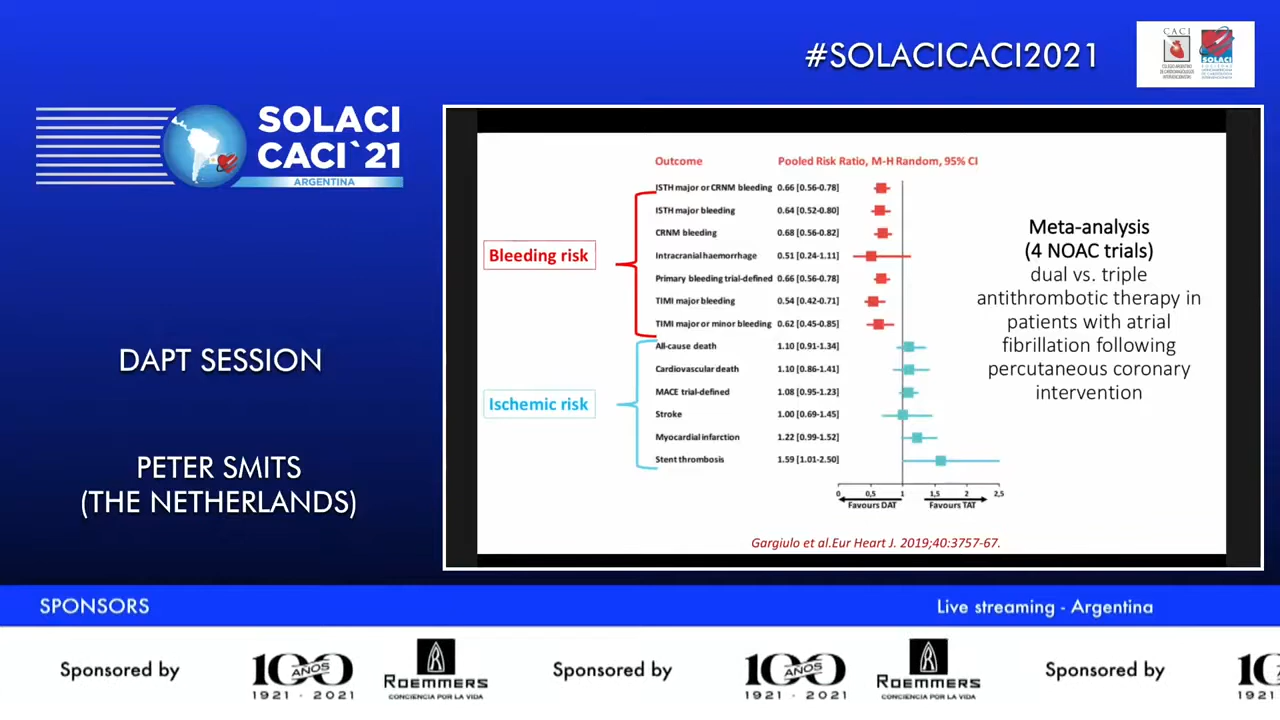 #SOLACICACI2021
CACI
SOLACI
SOLACI
CACI`21
ARGENTINA
DAPT SESSION
PETER SMITS
(THE NETHERLANDS)
Outcome Pooled Risk Ratio, M-H Random, 95% CI
ISTH major or CRNM bleeding 0.66 [0.56-0.78]
ISTH major bleeding 0.64 [0.52-0.80]
CRNM bleeding 0.68 [0.56-0.82]
Intracranial haemorrhage 0.51 [0.24-1.11]
Primary bleeding trial-defined 0.66 [0.56-0.78]
TIMI major bleeding 0.54 [0.42-0.71]
TIMI major or minor bleeding 0.62 [0.45-0.85]
All-cause death 1.10 [0.91-1.34]
Cardiovascular death 1.10 [0.86-1.41]
MACE trial-defined 1.08 [0.95-1.23]
Stroke 1.00 [0.69-1.45]
Myocardial infarction 1.22 [0.99-1.52]
Stent thrombosis 1.59 [1.01-2.50]
0 0,5 1 1,5 2 2,5
Favours DAT Favours TAT
Bleeding risk
Ischemic risk
Meta-analysis
(4 NOAC trials)
dual vs. triple
antithrombotic therapy in
patients with atrial
fibrillation following
percutaneous coronary
intervention
Gargiulo et al.Eur Heart J. 2019;40:3757-67.
SPONSORS Live streaming - Argentina
Sponsored by
100 AÑOS
1921 - 2021
ROEMMERS
CONCIENCIA POR LA VIDA
Sponsored by
100 AÑOS
1921 - 2021
ROEMMERS
CONCIENCIA POR LA VIDA
Sponsored by